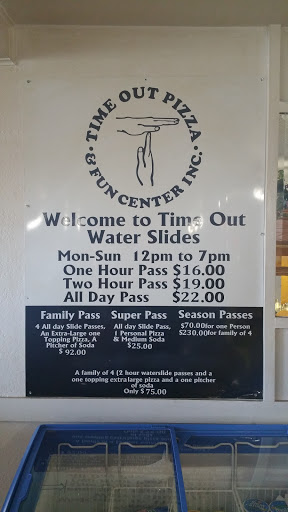 TIME OUT PIZZA
& FUN CENTER INC.
Welcome to Time Out
Water Slides
Mon-Sun 12pm to 7pm
One Hour Pass $16.00
Two Hour Pass $19.00
All Day Pass $22.00
Family Pass
4 All day Slide Passes,
An Extra-Large one
Topping Pizza, A
Pitcher of Soda
$ 92.00
Super Pass
All day Slide Pass,
1 Personal Pizza
& Medium Soda
$25.00
Season Passes
$70.00for one Person
$230.00for family of 4
A family of 4 (2 hour waterslide passes and a
one topping extra large pizza and a one pitcher
of soda
Only $75.00